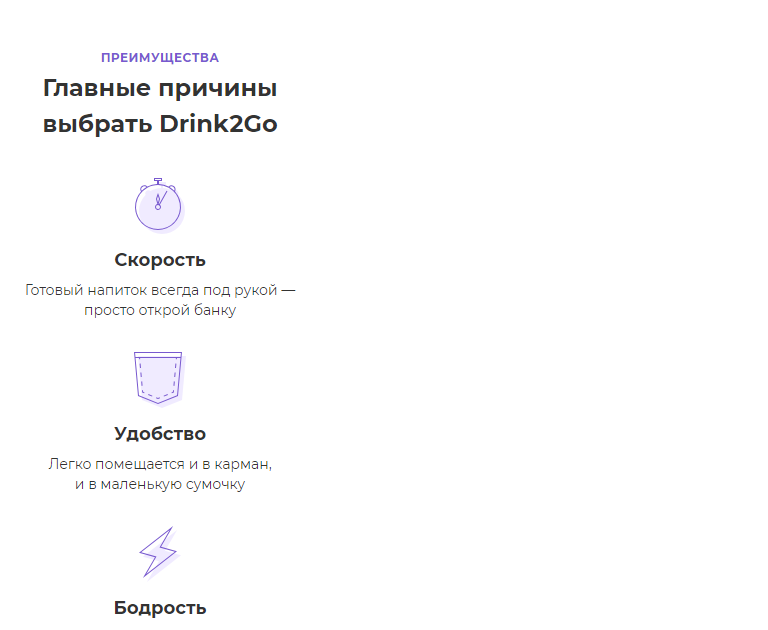 ПРЕИМУЩЕСТВА
Главные причины
выбрать Drink2Go
Скорость
Готовый напиток всегда под рукой —
просто открой банку
Удобство
Легко помещается и в карман,
и в маленькую сумочку
Бодрость